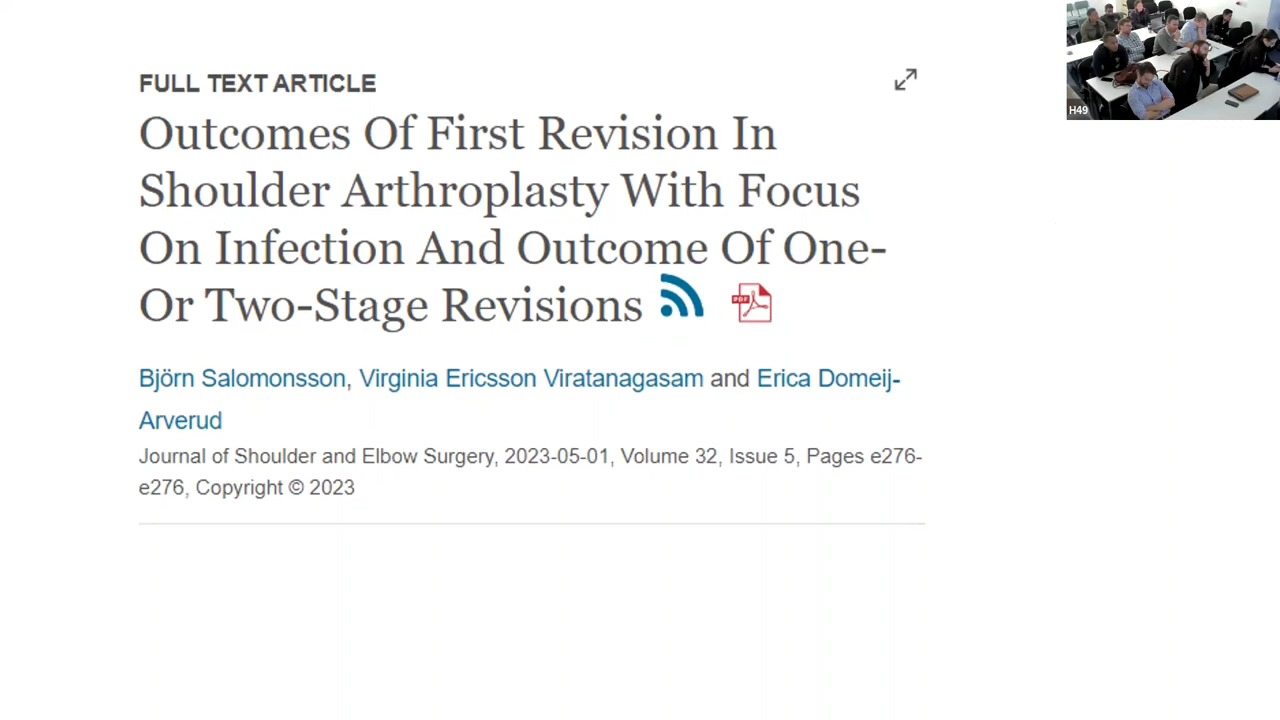 FULL TEXT ARTICLE
Outcomes Of First Revision In
Shoulder Arthroplasty With Focus
On Infection And Outcome Of One-
Or Two-Stage Revisions
PDF
Björn Salomonsson, Virginia Ericsson Viratanagasam and Erica Domeij-
Arverud
Journal of Shoulder and Elbow Surgery, 2023-05-01, Volume 32, Issue 5, Pages e276-
e276, Copyright © 2023
H49